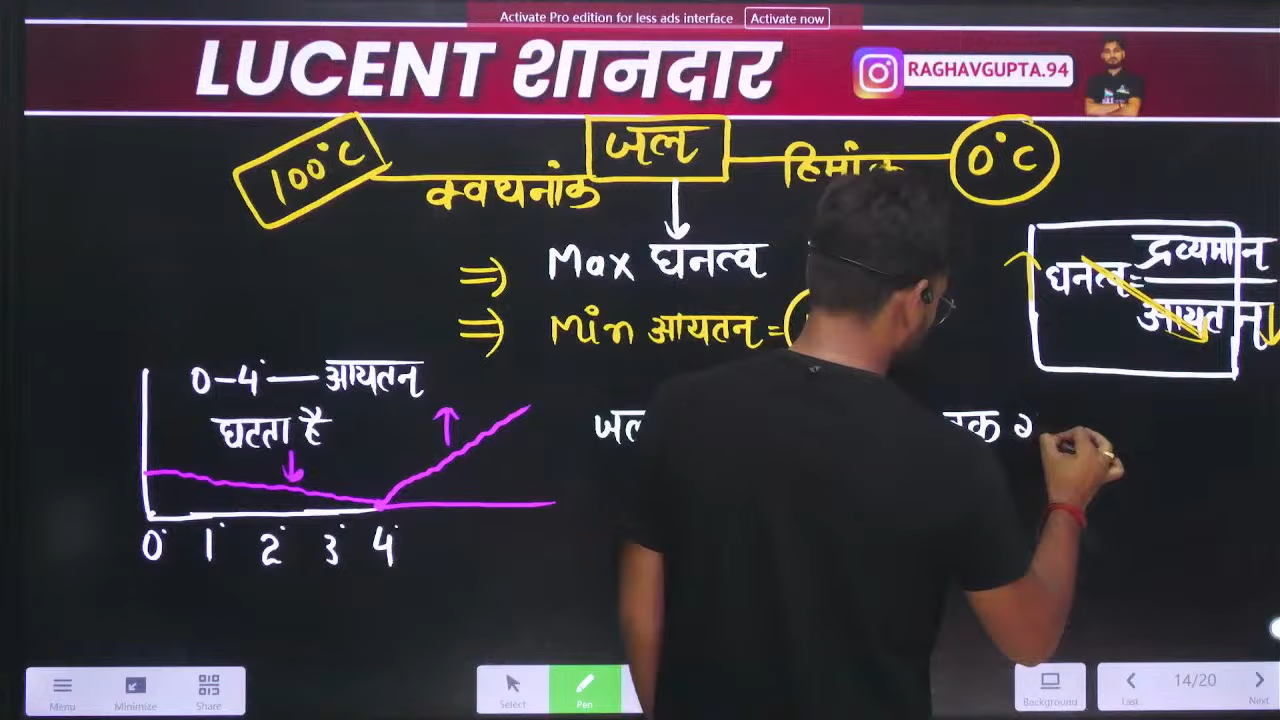 Activate Pro edition for less ads interface Activate now
LUCENT शानदार
RAGHAVGUPTA.94
100°C
क्वथनांक
जल
हिमांक
0°C
⇒ Max घनत्व
⇒ Min आयतन =
घनत्व = द्रव्यमान
आयतन
0-4° — आयतन
घटता है
जल
0° 1° 2° 3° 4°
Menu Minimize Share
Select Pen
Background
Last 14/20 Next